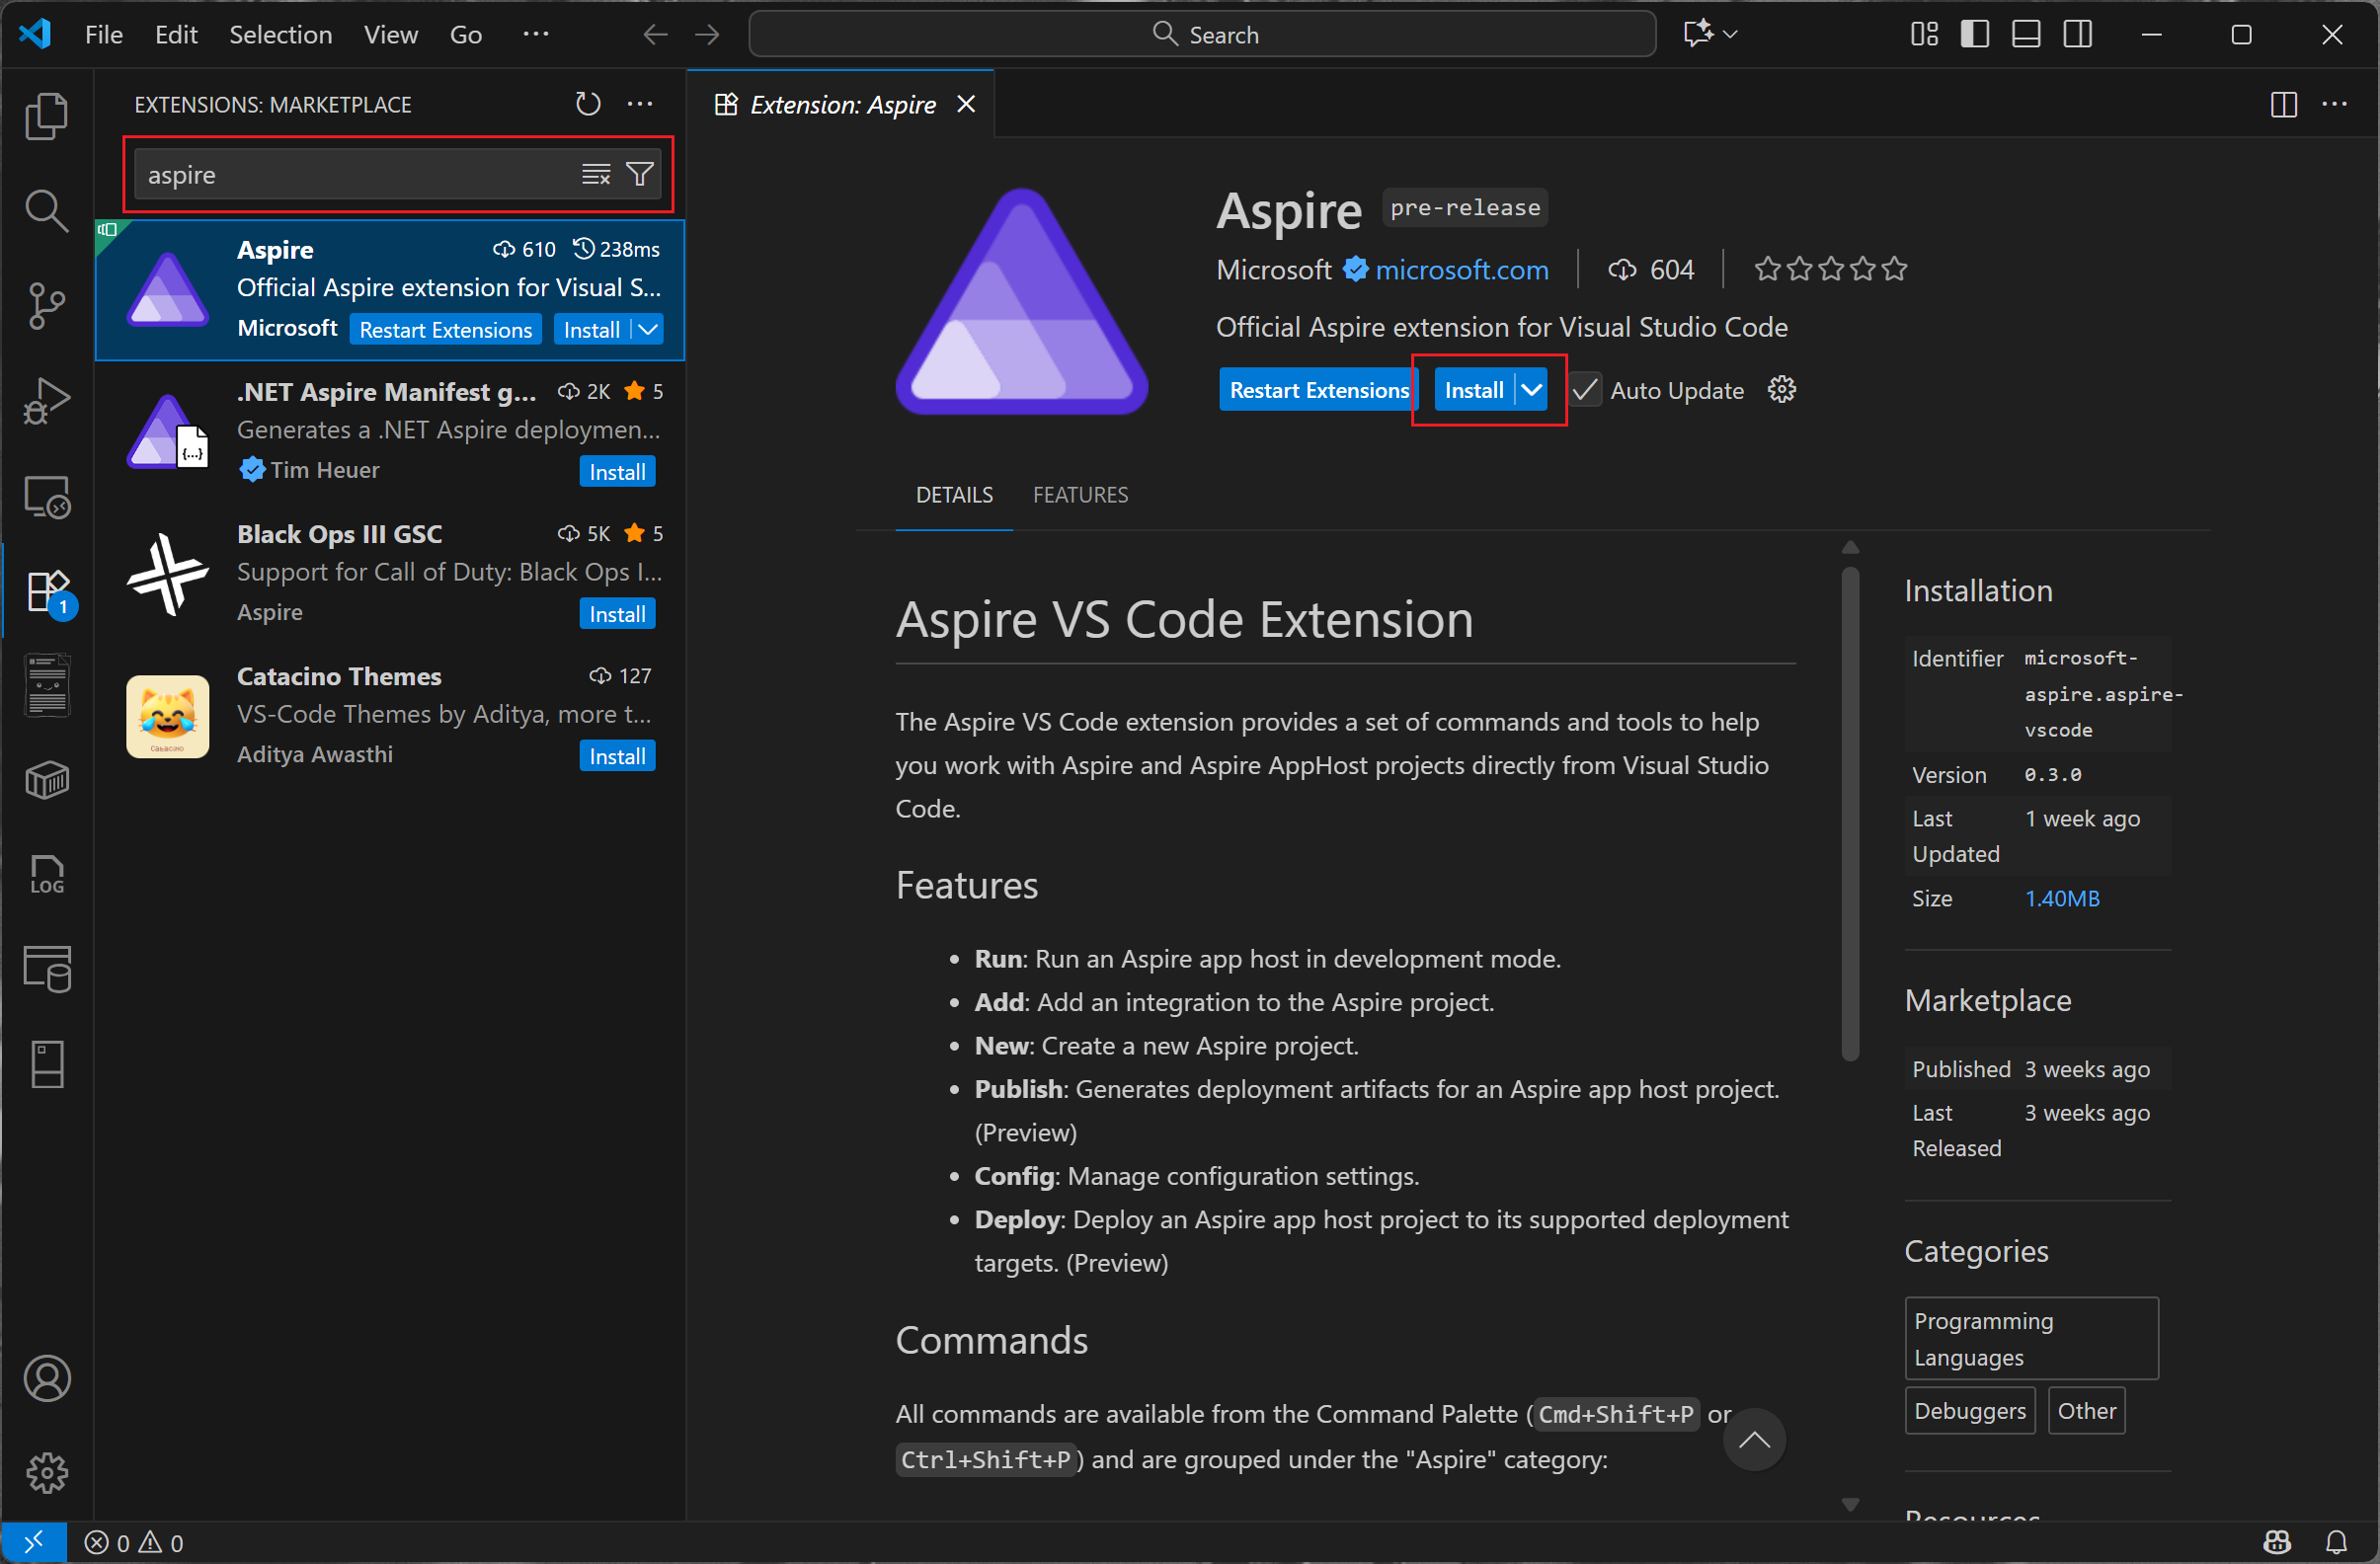 File Edit Selection View Go ···
Search
EXTENSIONS: MARKETPLACE
aspire
Aspire 610 238ms
Official Aspire extension for Visual S...
Microsoft Restart Extensions Install
.NET Aspire Manifest g... 2K 5
Generates a .NET Aspire deploymen...
Tim Heuer Install
{...}
Black Ops III GSC 5K 5
Support for Call of Duty: Black Ops I...
Aspire Install
Catacino Themes 127
VS-Code Themes by Aditya, more t...
Aditya Awasthi Install
Catacino
1
LOG
Extension: Aspire
Aspire pre-release
Microsoft microsoft.com 604
Official Aspire extension for Visual Studio Code
Restart Extensions Install Auto Update
DETAILS FEATURES
Aspire VS Code Extension
The Aspire VS Code extension provides a set of commands and tools to help
you work with Aspire and Aspire AppHost projects directly from Visual Studio
Code.
Features
• Run: Run an Aspire app host in development mode.
• Add: Add an integration to the Aspire project.
• New: Create a new Aspire project.
• Publish: Generates deployment artifacts for an Aspire app host project.
(Preview)
• Config: Manage configuration settings.
• Deploy: Deploy an Aspire app host project to its supported deployment
targets. (Preview)
Commands
All commands are available from the Command Palette (Cmd+Shift+P or
Ctrl+Shift+P) and are grouped under the "Aspire" category:
Installation
Identifier microsoft-
aspire.aspire-
vscode
Version 0.3.0
Last 1 week ago
Updated
Size 1.40MB
Marketplace
Published 3 weeks ago
Last 3 weeks ago
Released
Categories
Programming
Languages
Debuggers Other
Resources
0 0